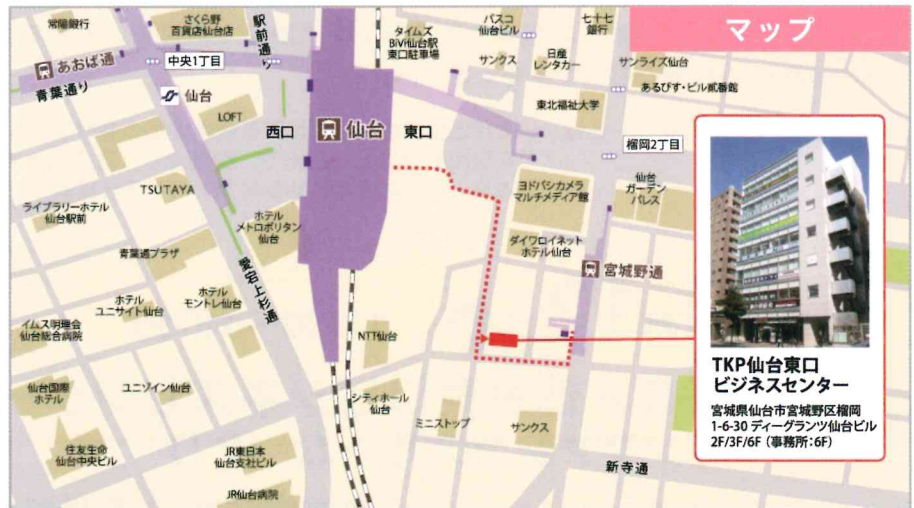 マップ
常陽銀行
さくら野
百貨店仙台店
駅前通り
タイムズ
BiVi仙台駅
東口駐車場
パスコ
仙台ビル
七十七
銀行
サンクス
日産
レンタカー
サンライズ仙台
あるびす・ビル貳番館
あおば通
中央1丁目
青葉通り
仙台
LOFT
西口
仙台
東口
東北福祉大学
榴岡2丁目
TSUTAYA
ヨドバシカメラ
マルチメディア館
仙台
ガーデン
パレス
ライブラリーホテル
仙台駅前
ホテル
メトロポリタン
仙台
ダイワロイネット
ホテル仙台
青葉通プラザ
愛宕上杉通
宮城野通
ホテル
ユニサイト仙台
ホテル
モントレ仙台
イムス明理会
仙台総合病院
NTT仙台
TKP仙台東口
ビジネスセンター
宮城県仙台市宮城野区榴岡
1-6-30 ディーグランツ仙台ビル
2F/3F/6F (事務所:6F)
仙台国際
ホテル
ユニゾイン仙台
シティホール
仙台
ミニストップ
サンクス
住友生命
仙台中央ビル
JR東日本
仙台支社ビル
新寺通
JR仙台病院